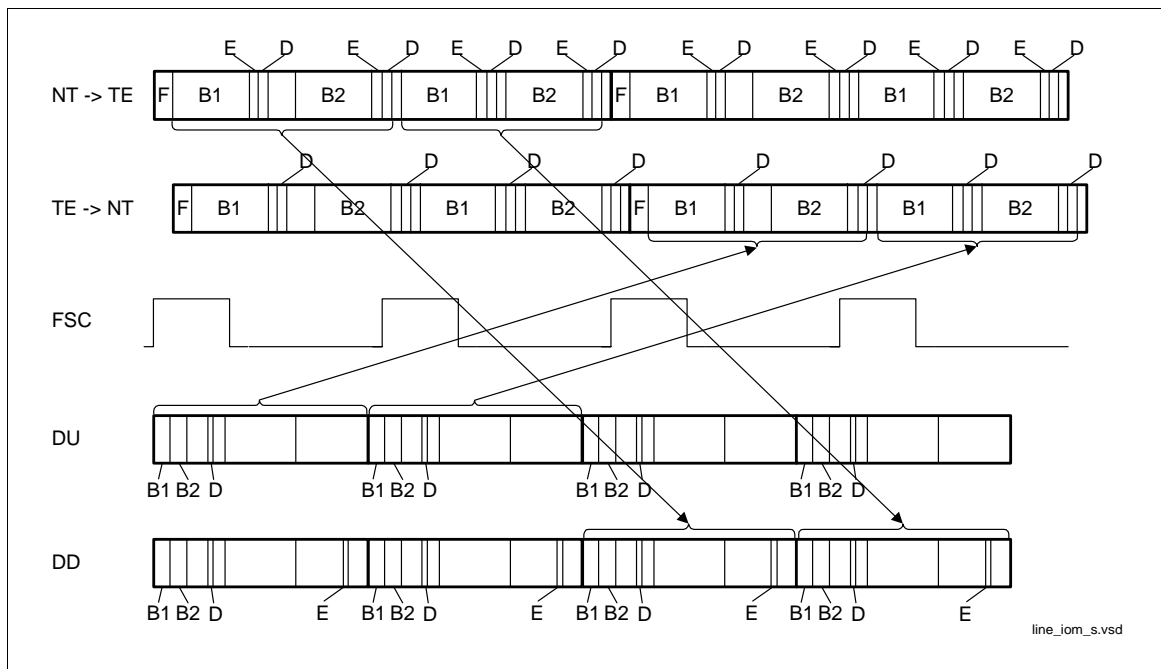 E D E D E D E D E D E D E D E D
NT -> TE F B1 B2 B1 B2 F B1 B2 B1 B2
D D D D D D D D
TE -> NT F B1 B2 B1 B2 F B1 B2 B1 B2
FSC
DU
B1 B2 D B1 B2 D B1 B2 D B1 B2 D
DD
B1 B2 D E B1 B2 D E B1 B2 D E B1 B2 D E
line_iom_s.vsd